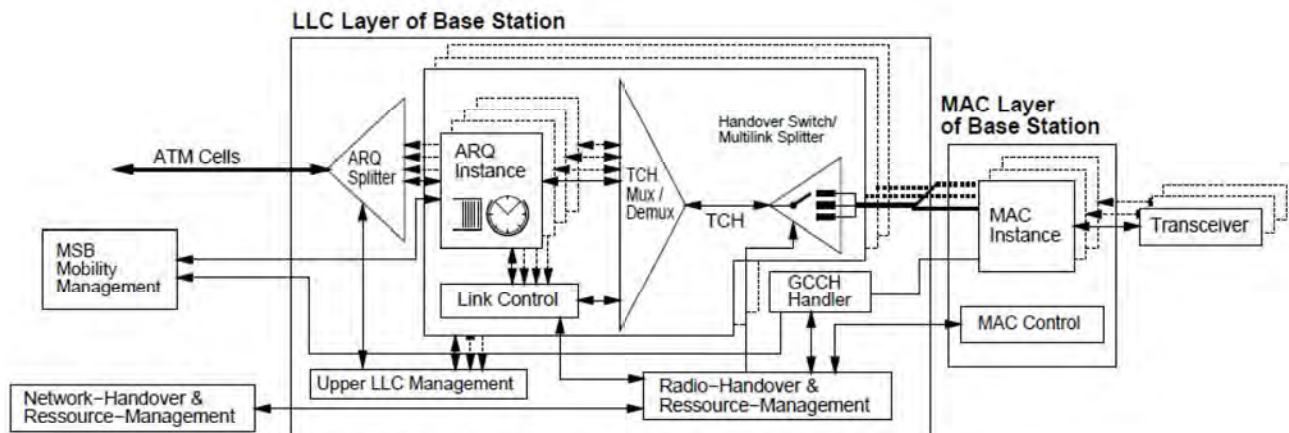 LLC Layer of Base Station
MAC Layer
of Base Station
Handover Switch/
Multilink Splitter
ATM Cells
ARQ
Splitter
ARQ
Instance
TCH
Mux /
Demux
TCH
MAC
Instance
Transceiver
MSB
Mobility
Management
Link Control
GCCH
Handler
MAC Control
Upper LLC Management
Radio-Handover &
Ressource-Management
Network-Handover &
Ressource-Management